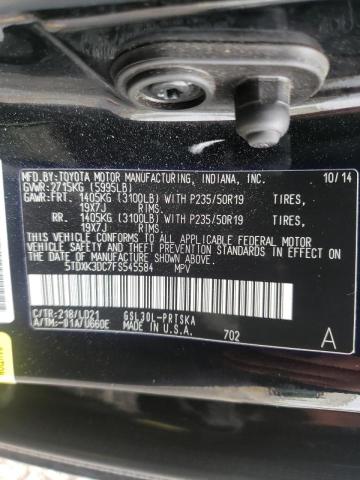 MFD.BY:TOYOTA MOTOR MANUFACTURING, INDIANA, INC. 10/14
GVWR:2715KG (5995LB)
GAWR:FRT. 1405KG (3100LB) WITH P235/50R19 TIRES,
19X7J RIMS.
RR. 1405KG (3100LB) WITH P235/50R19 TIRES,
19X7J RIMS.
THIS VEHICLE CONFORMS TO ALL APPLICABLE FEDERAL MOTOR
VEHICLE SAFETY AND THEFT PREVENTION STANDARDS IN EFFECT
ON THE DATE OF MANUFACTURE SHOWN ABOVE.
5TDXK3DC7FS545584 MPV
C/TR:218/LD21 GSL30L-PRTSKA
A/TM:-01A/U660E MADE IN U.S.A. 702 A